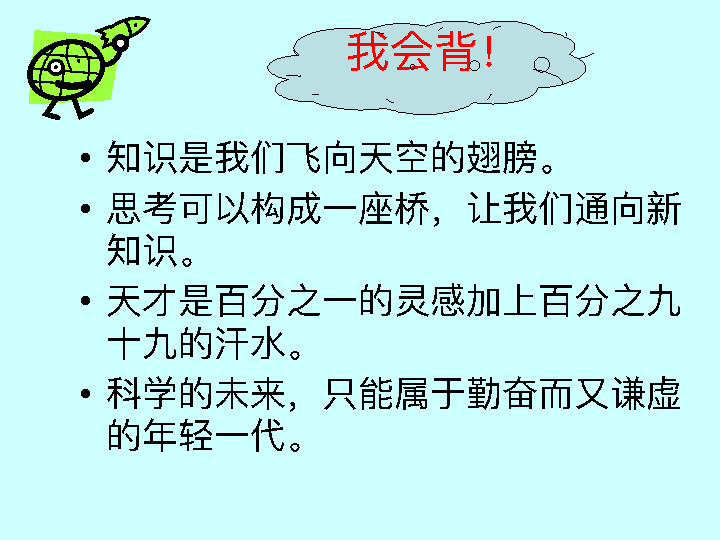 我会背！
• 知识是我们飞向天空的翅膀。
• 思考可以构成一座桥，让我们通向新
知识。
• 天才是百分之一的灵感加上百分之九
十九的汗水。
• 科学的未来，只能属于勤奋而又谦虚
的年轻一代。